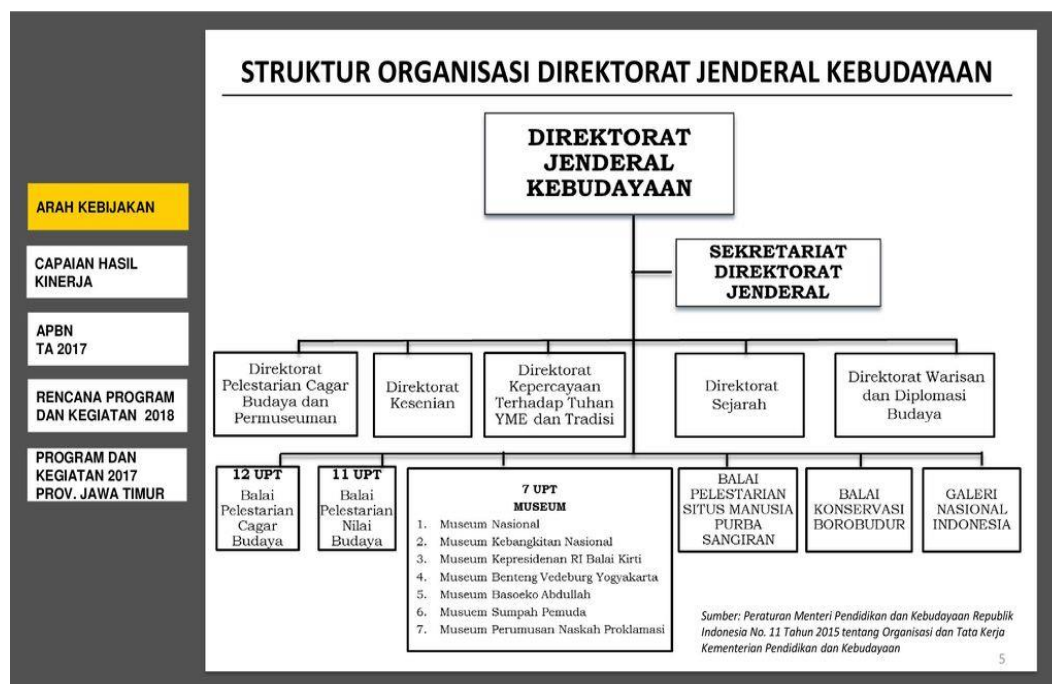 STRUKTUR ORGANISASI DIREKTORAT JENDERAL KEBUDAYAAN
ARAH KEBIJAKAN
CAPAIAN HASIL
KINERJA
APBN
TA 2017
RENCANA PROGRAM
DAN KEGIATAN 2018
PROGRAM DAN
KEGIATAN 2017
PROV. JAWA TIMUR
DIREKTORAT
JENDERAL
KEBUDAYAAN
SEKRETARIAT
DIREKTORAT
JENDERAL
Direktorat
Pelestarian Cagar
Budaya dan
Permuseuman
Direktorat
Kesenian
Direktorat
Kepercayaan
Terhadap Tuhan
YME dan Tradisi
Direktorat
Sejarah
Direktorat Warisan
dan Diplomasi
Budaya
12 UPT
Balai
Pelestarian
Cagar
Budaya
11 UPT
Balai
Pelestarian
Nilai
Budaya
7 UPT
MUSEUM
1. Museum Nasional
2. Museum Kebangkitan Nasional
3. Museum Kepresidenan RI Balai Kirti
4. Museum Benteng Vedeburg Yogyakarta
5. Museum Basoeko Abdullah
6. Musuem Sumpah Pemuda
7. Museum Perumusan Naskah Proklamasi
BALAI
PELESTARIAN
SITUS MANUSIA
PURBA
SANGIRAN
BALAI
KONSERVASI
BOROBUDUR
GALERI
NASIONAL
INDONESIA
Sumber: Peraturan Menteri Pendidikan dan Kebudayaan Republik
Indonesia No. 11 Tahun 2015 tentang Organisasi dan Tata Kerja
Kementerian Pendidikan dan Kebudayaan
5